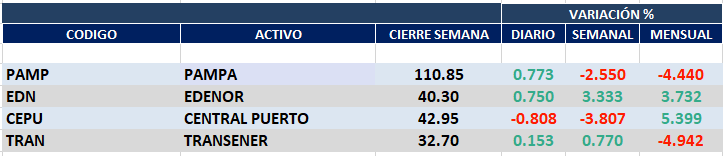 VARIACIÓN %
CODIGO ACTIVO CIERRE SEMANA DIARIO SEMANAL MENSUAL
PAMP PAMPA 110.85 0.773 -2.550 -4.440
EDN EDENOR 40.30 0.750 3.333 3.732
CEPU CENTRAL PUERTO 42.95 -0.808 -3.807 5.399
TRAN TRANSENER 32.70 0.153 0.770 -4.942